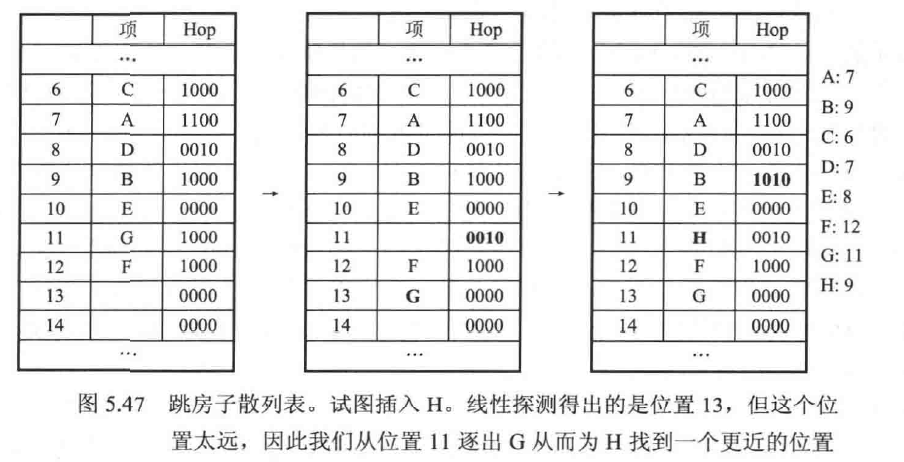 项 Hop
…
6 C 1000
7 A 1100
8 D 0010
9 B 1000
10 E 0000
11 G 1000
12 F 1000
13 0000
14 0000
…
→
项 Hop
…
6 C 1000
7 A 1100
8 D 0010
9 B 1000
10 E 0000
11 0010
12 F 1000
13 G 0000
14 0000
…
→
项 Hop
…
6 C 1000
7 A 1100
8 D 0010
9 B 1010
10 E 0000
11 H 0010
12 F 1000
13 G 0000
14 0000
…
A: 7
B: 9
C: 6
D: 7
E: 8
F: 12
G: 11
H: 9
图 5.47 跳房子散列表。试图插入 H。线性探测得出的是位置 13，但这个位
置太远，因此我们从位置 11 逐出 G 从而为 H 找到一个更近的位置